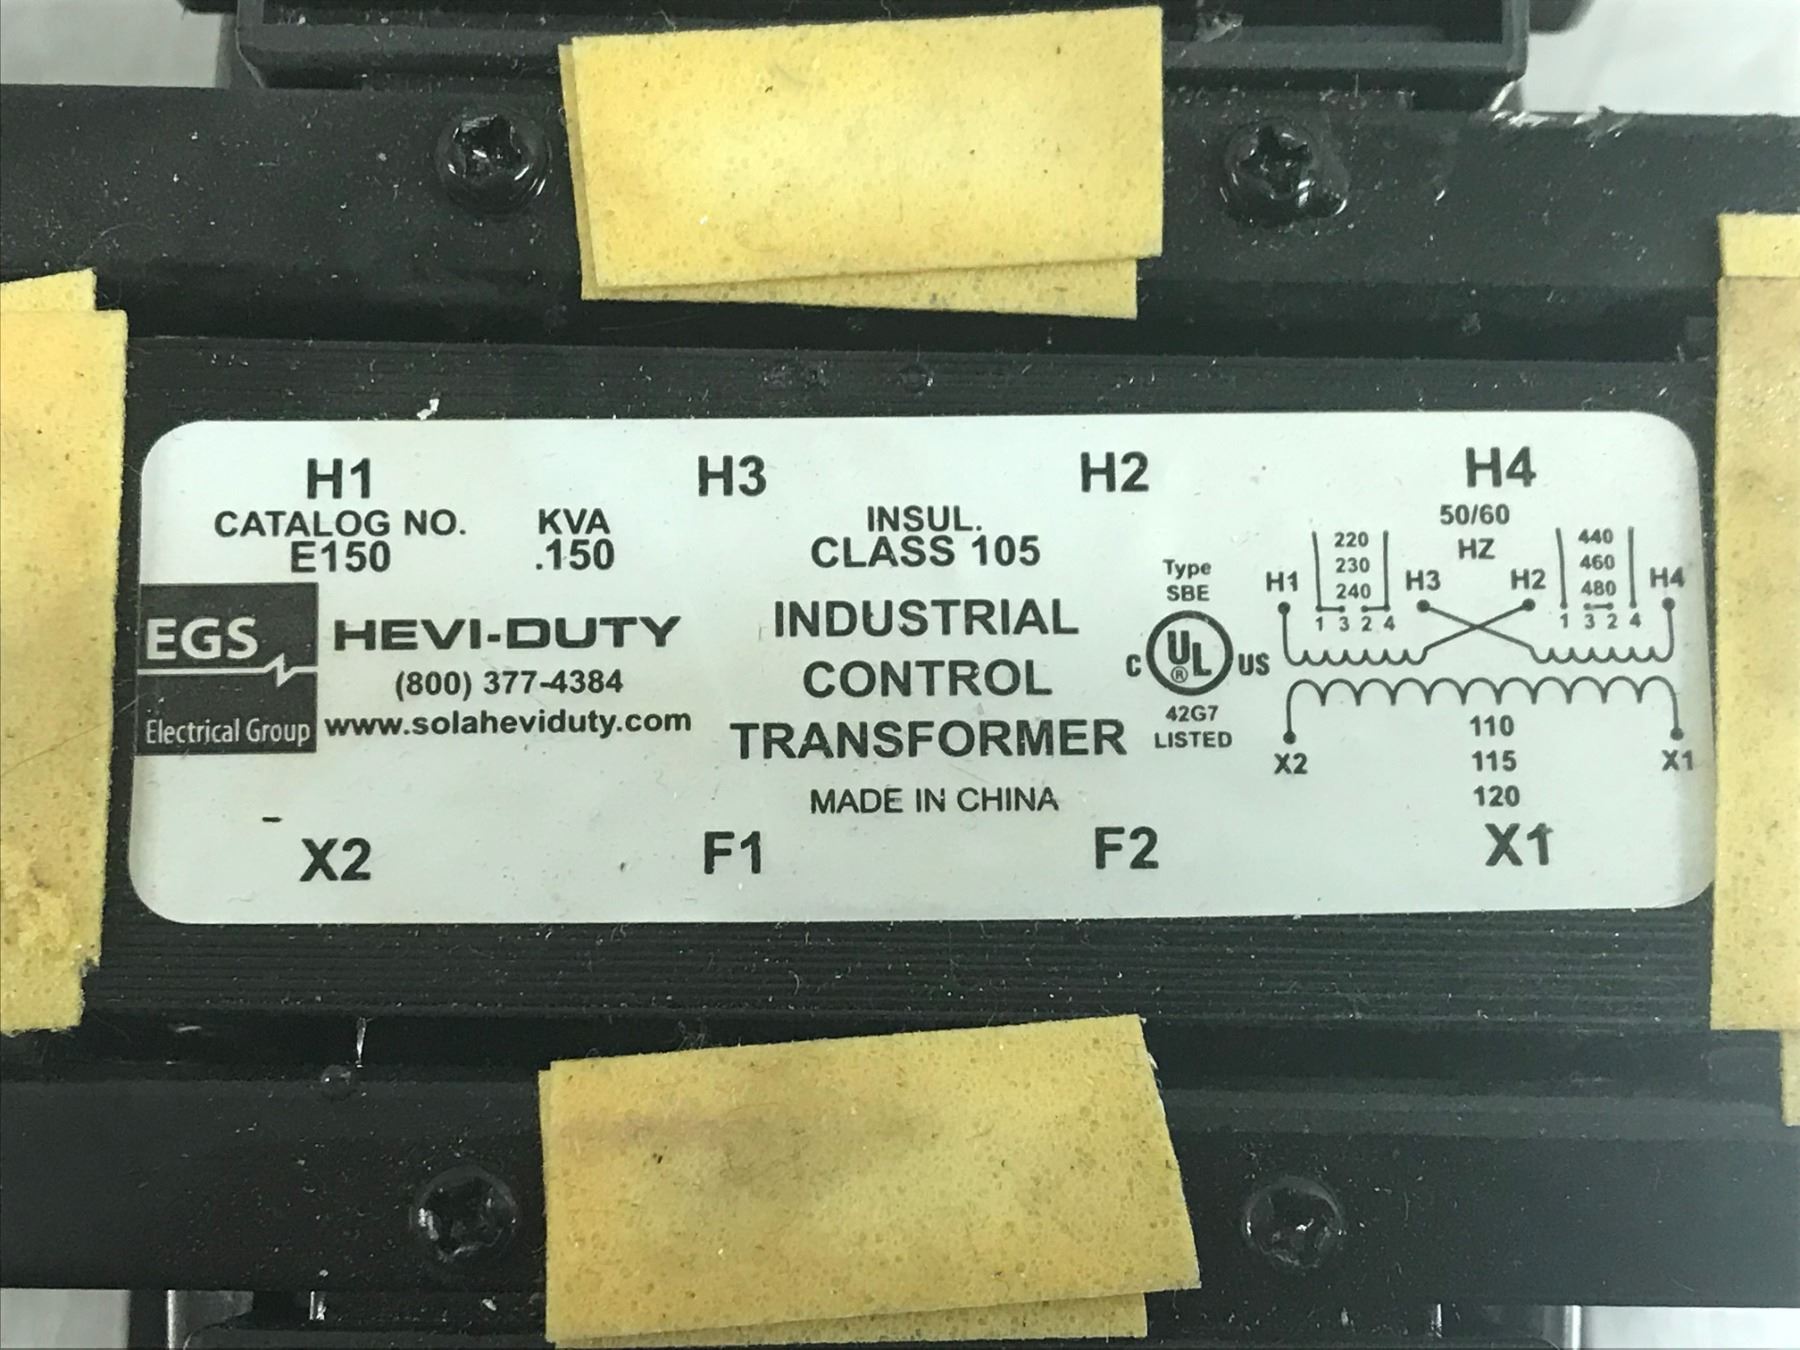 H1 H3 H2 H4
CATALOG NO. KVA INSUL. 50/60
E150 .150 CLASS 105 HZ
EGS
Electrical Group
HEVI-DUTY
(800) 377-4384
www.solaheviduty.com
INDUSTRIAL
CONTROL
TRANSFORMER
MADE IN CHINA
Type
SBE
C UL ® US
42G7
LISTED
220 440
230 460
240 480
H1 H3 H2 H4
1 3 2 4 1 3 2 4
110
X2 115 X1
120
X2 F1 F2 X1